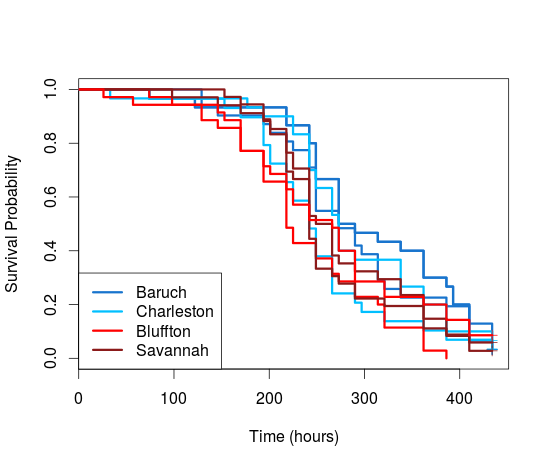 Survival Probability
1.0
0.8
0.6
0.4
0.2
0.0
Baruch
Charleston
Bluffton
Savannah
0 100 200 300 400
Time (hours)